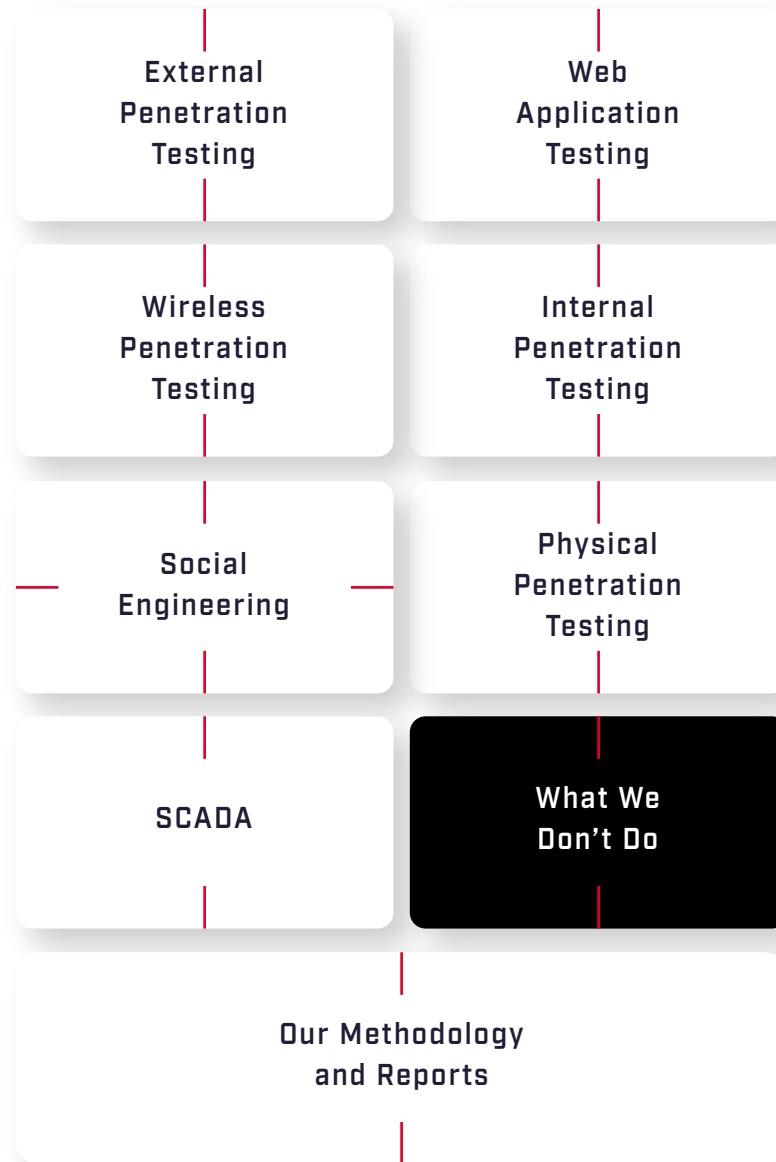 External
Penetration
Testing
Web
Application
Testing
Wireless
Penetration
Testing
Internal
Penetration
Testing
Social
Engineering
Physical
Penetration
Testing
SCADA
What We
Don’t Do
Our Methodology
and Reports